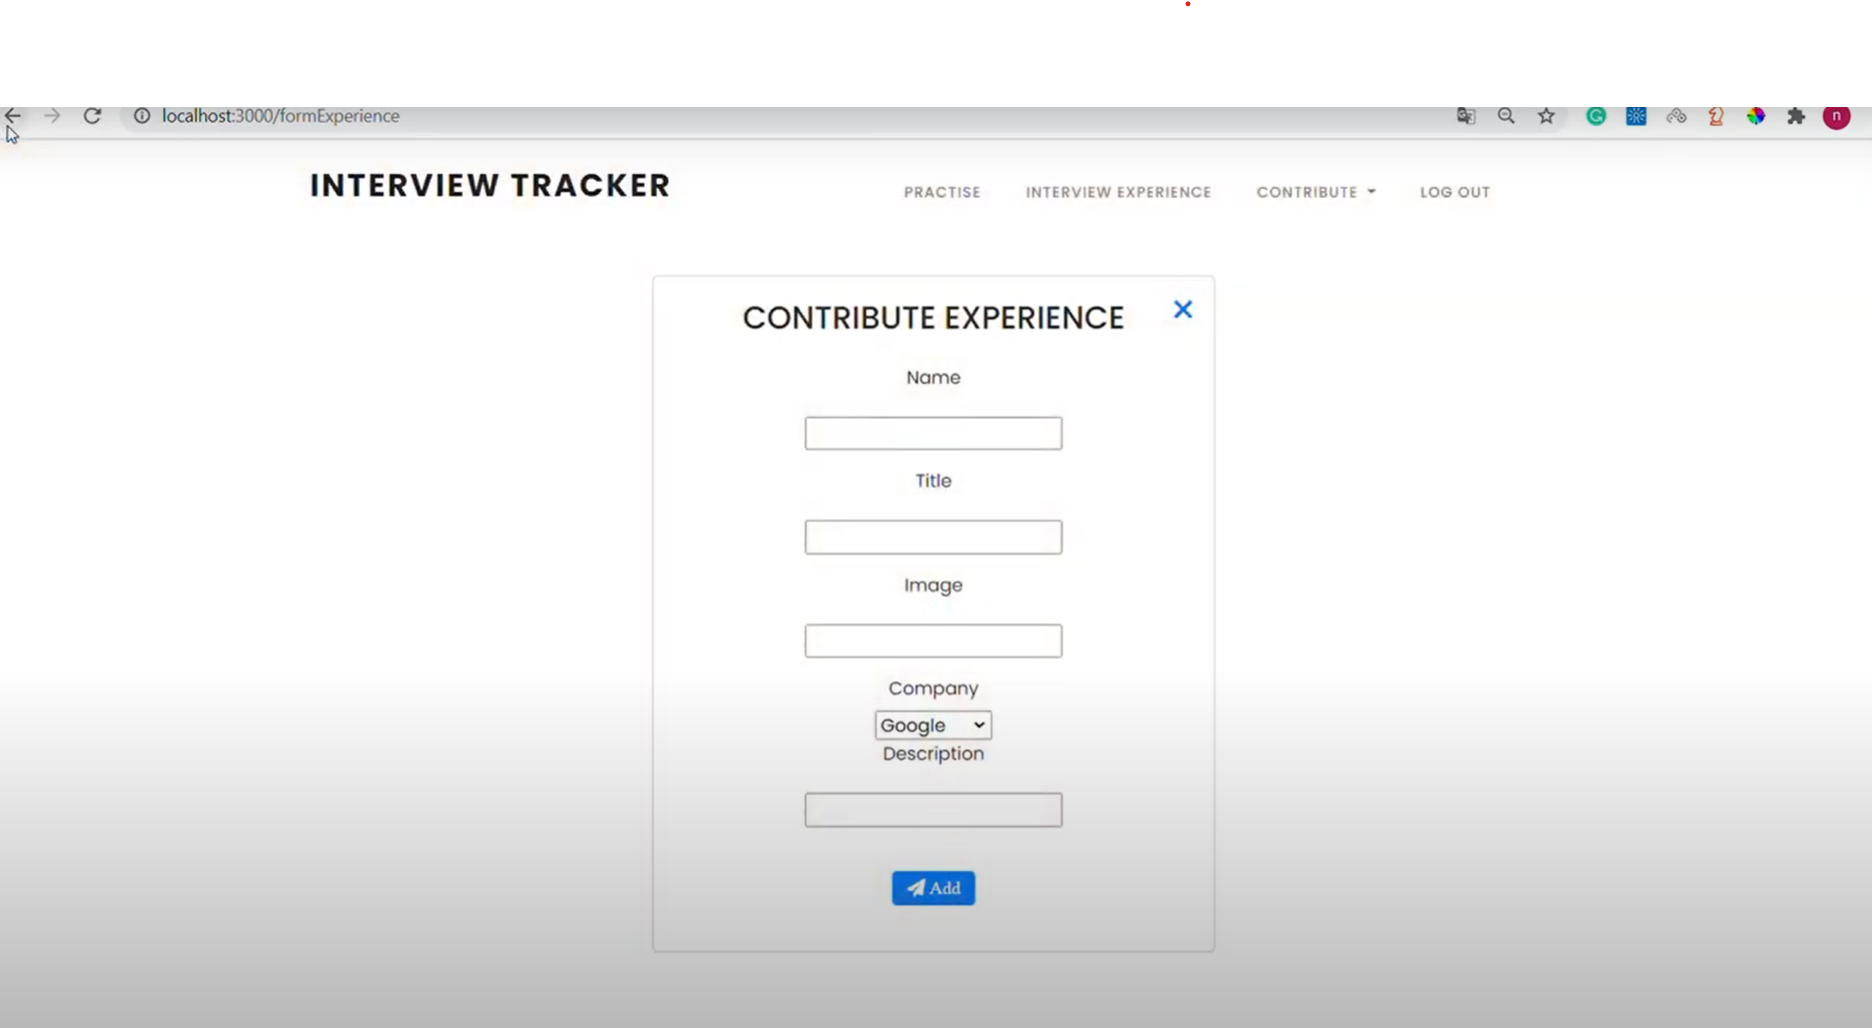 localhost:3000/formExperience
n
INTERVIEW TRACKER
PRACTISE INTERVIEW EXPERIENCE CONTRIBUTE LOG OUT
CONTRIBUTE EXPERIENCE
Name
Title
Image
Company
Google
Description
Add